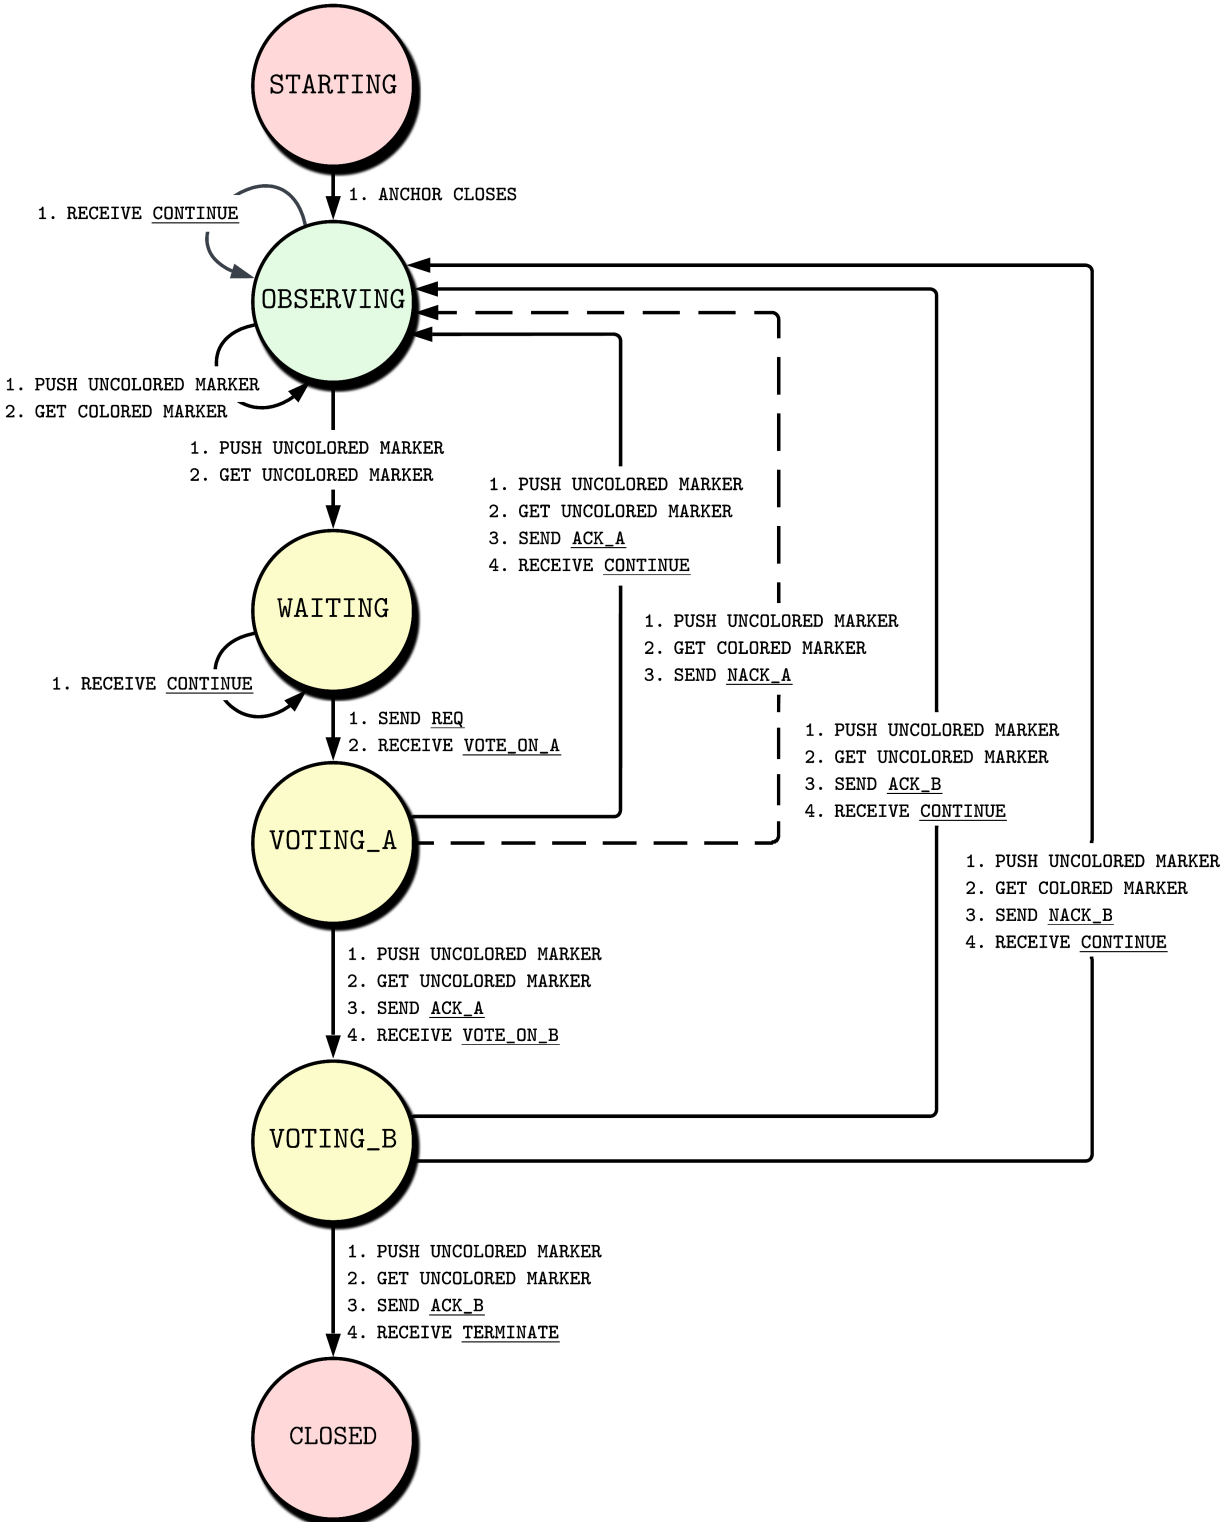 STARTING
1. ANCHOR CLOSES
1. RECEIVE CONTINUE
OBSERVING
1. PUSH UNCOLORED MARKER
2. GET COLORED MARKER
1. PUSH UNCOLORED MARKER
2. GET UNCOLORED MARKER
1. PUSH UNCOLORED MARKER
2. GET UNCOLORED MARKER
3. SEND ACK_A
4. RECEIVE CONTINUE
WAITING
1. PUSH UNCOLORED MARKER
2. GET COLORED MARKER
3. SEND NACK_A
1. RECEIVE CONTINUE
1. SEND REQ
2. RECEIVE VOTE_ON_A
1. PUSH UNCOLORED MARKER
2. GET UNCOLORED MARKER
3. SEND ACK_B
4. RECEIVE CONTINUE
VOTING_A
1. PUSH UNCOLORED MARKER
2. GET COLORED MARKER
3. SEND NACK_B
4. RECEIVE CONTINUE
1. PUSH UNCOLORED MARKER
2. GET UNCOLORED MARKER
3. SEND ACK_A
4. RECEIVE VOTE_ON_B
VOTING_B
1. PUSH UNCOLORED MARKER
2. GET UNCOLORED MARKER
3. SEND ACK_B
4. RECEIVE TERMINATE
CLOSED